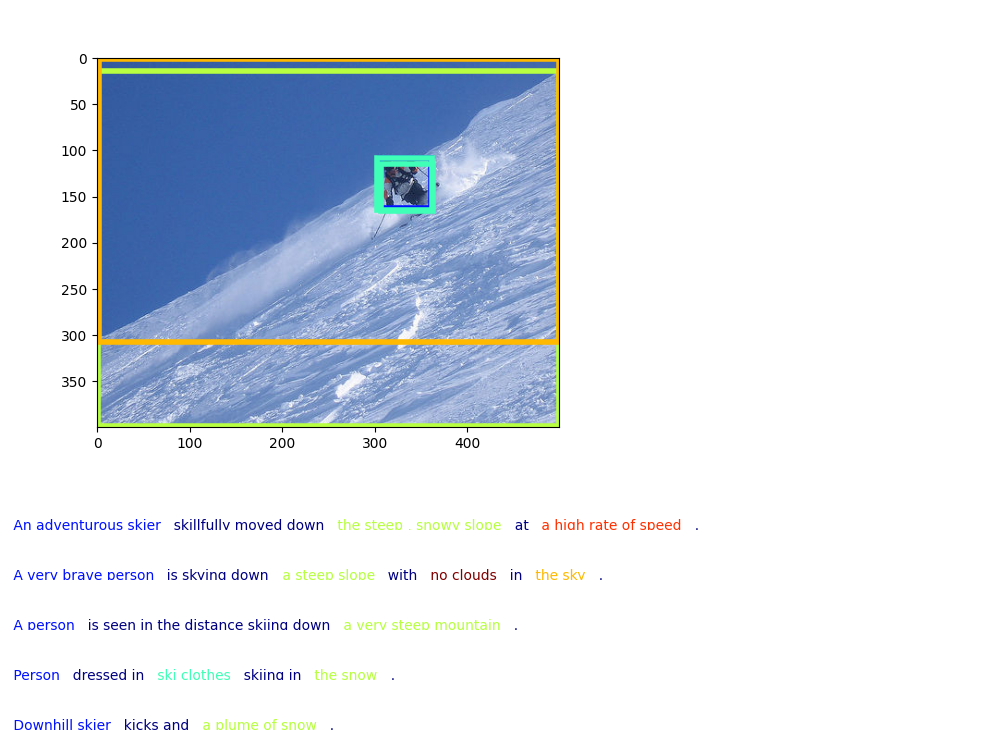 0
50
100
150
200
250
300
350
0 100 200 300 400
An adventurous skier skillfully moved down the steep , snowy slope at a high rate of speed .
A very brave person is skying down a steep slope with no clouds in the sky .
A person is seen in the distance skiing down a very steep mountain .
Person dressed in ski clothes skiing in the snow .
Downhill skier kicks and a plume of snow .